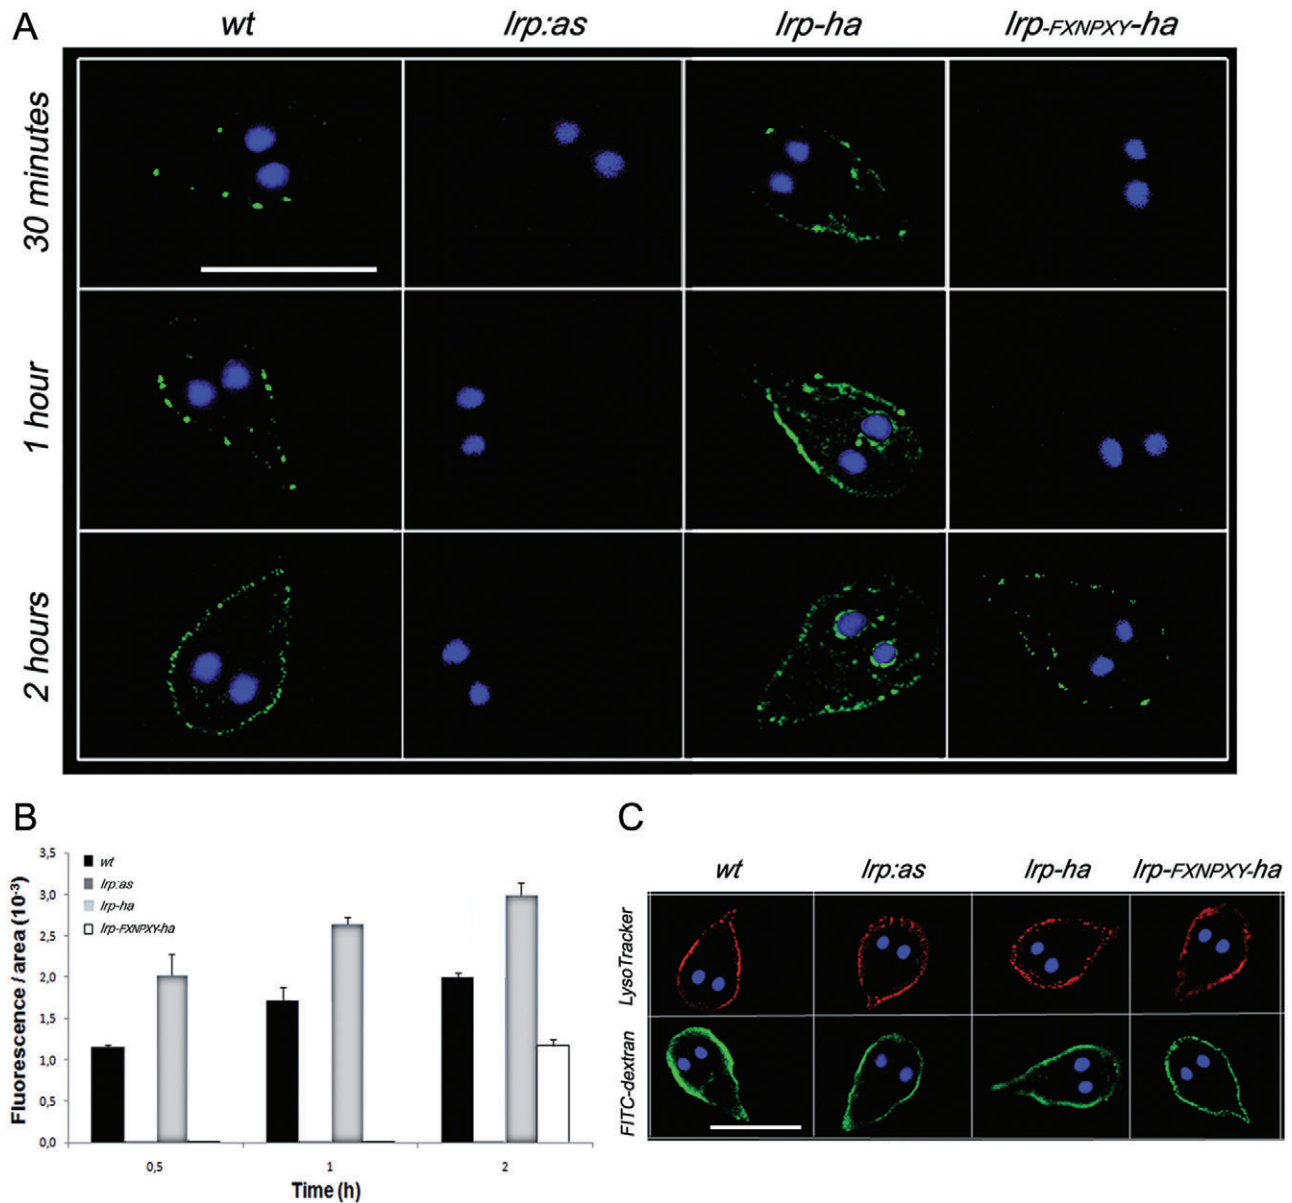 A
wt lrp:as lrp-ha lrp-FXNPXY-ha
30 minutes
1 hour
2 hours
B
Fluorescence / area (10⁻³)
3,5
3,0
2,5
2,0
1,5
1,0
0,5
0,0
wt
lrp:as
lrp-ha
lrp-FXNPXY-ha
0,5 1 2
Time (h)
C
wt lrp:as lrp-ha lrp-FXNPXY-ha
LysoTracker
FITC-dextran